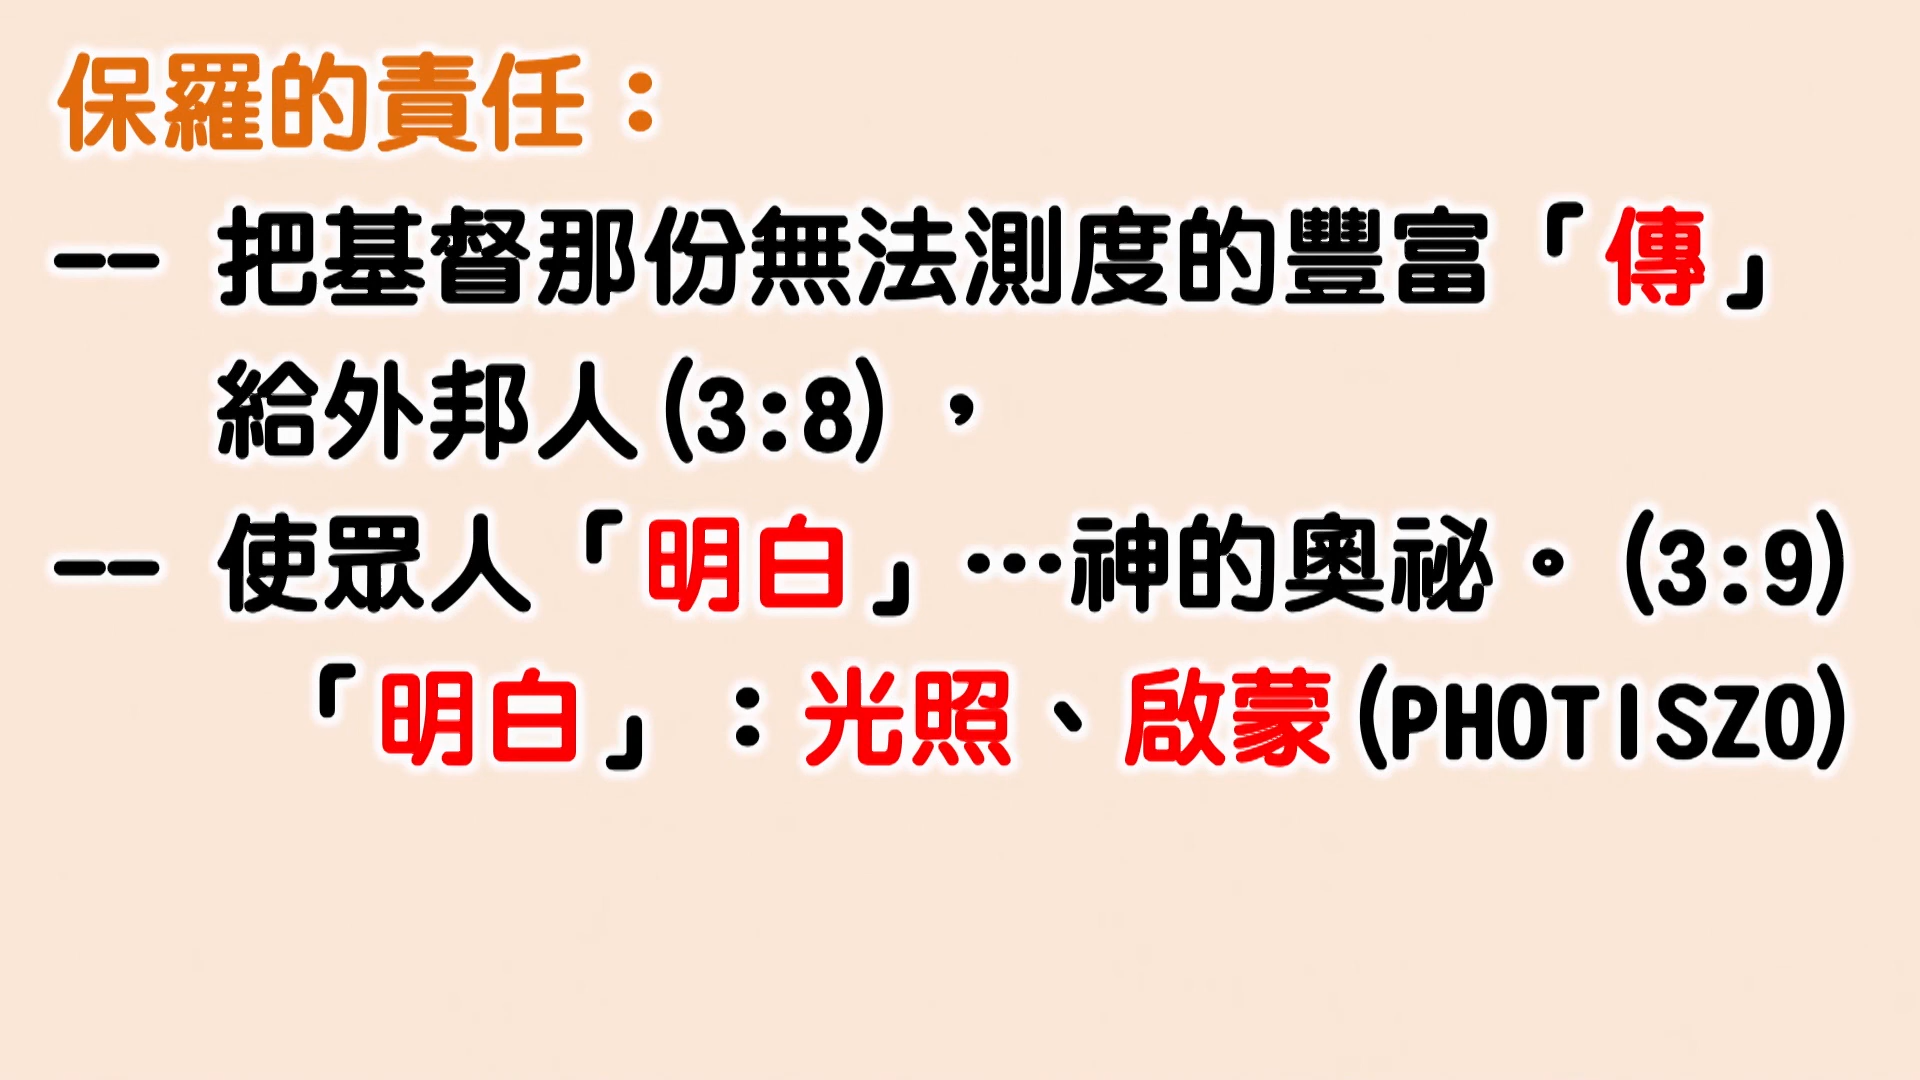 保羅的責任：
-- 把基督那份無法測度的豐富「傳」
給外邦人(3:8)，
-- 使眾人「明白」…神的奧祕。(3:9)
「明白」：光照、啟蒙(PHOTISZO)